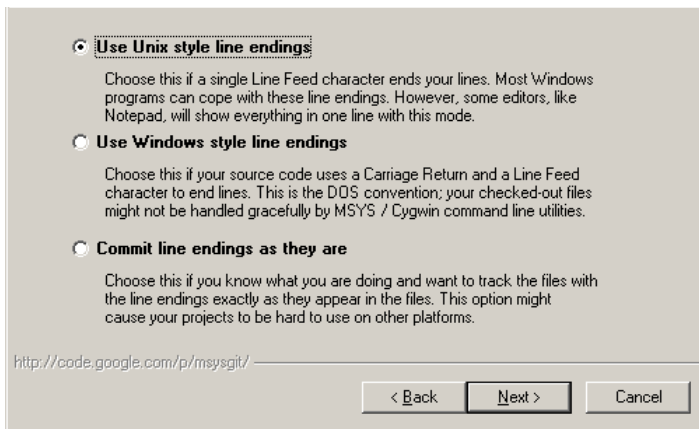 Use Unix style line endings
Choose this if a single Line Feed character ends your lines. Most Windows
programs can cope with these line endings. However, some editors, like
Notepad, will show everything in one line with this mode.
Use Windows style line endings
Choose this if your source code uses a Carriage Return and a Line Feed
character to end lines. This is the DOS convention; your checked-out files
might not be handled gracefully by MSYS / Cygwin command line utilities.
Commit line endings as they are
Choose this if you know what you are doing and want to track the files with
the line endings exactly as they appear in the files. This option might
cause your projects to be hard to use on other platforms.
http://code.google.com/p/msysgit/
< Back Next > Cancel